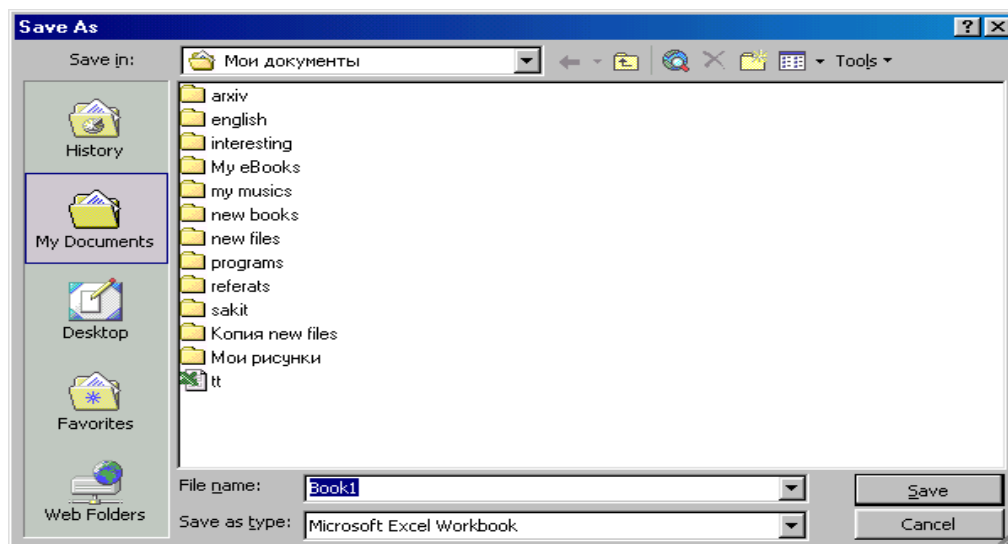 Save As
Save in:
Мои документы
Tools
History
My Documents
Desktop
Favorites
Web Folders
arxiv
english
interesting
My eBooks
my musics
new books
new files
programs
referats
sakit
Копия new files
Мои рисунки
tt
File name:
Book1
Save
Save as type:
Microsoft Excel Workbook
Cancel